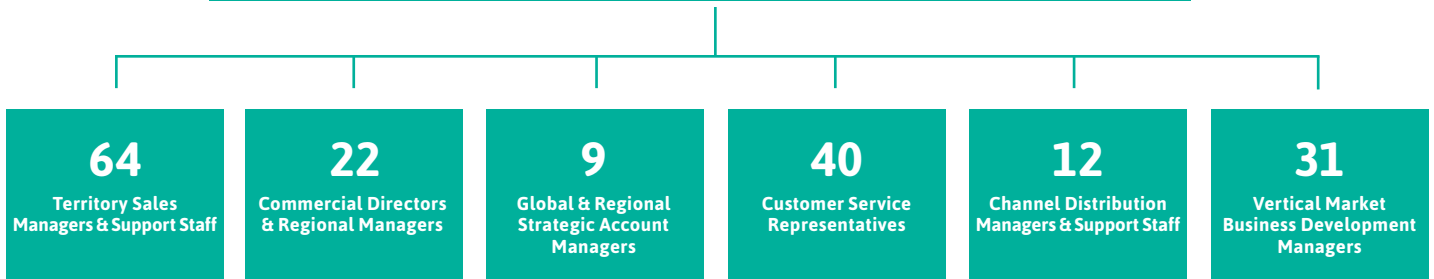 64
Territory Sales
Managers & Support Staff
22
Commercial Directors
& Regional Managers
9
Global & Regional
Strategic Account
Managers
40
Customer Service
Representatives
12
Channel Distribution
Managers & Support Staff
31
Vertical Market
Business Development
Managers